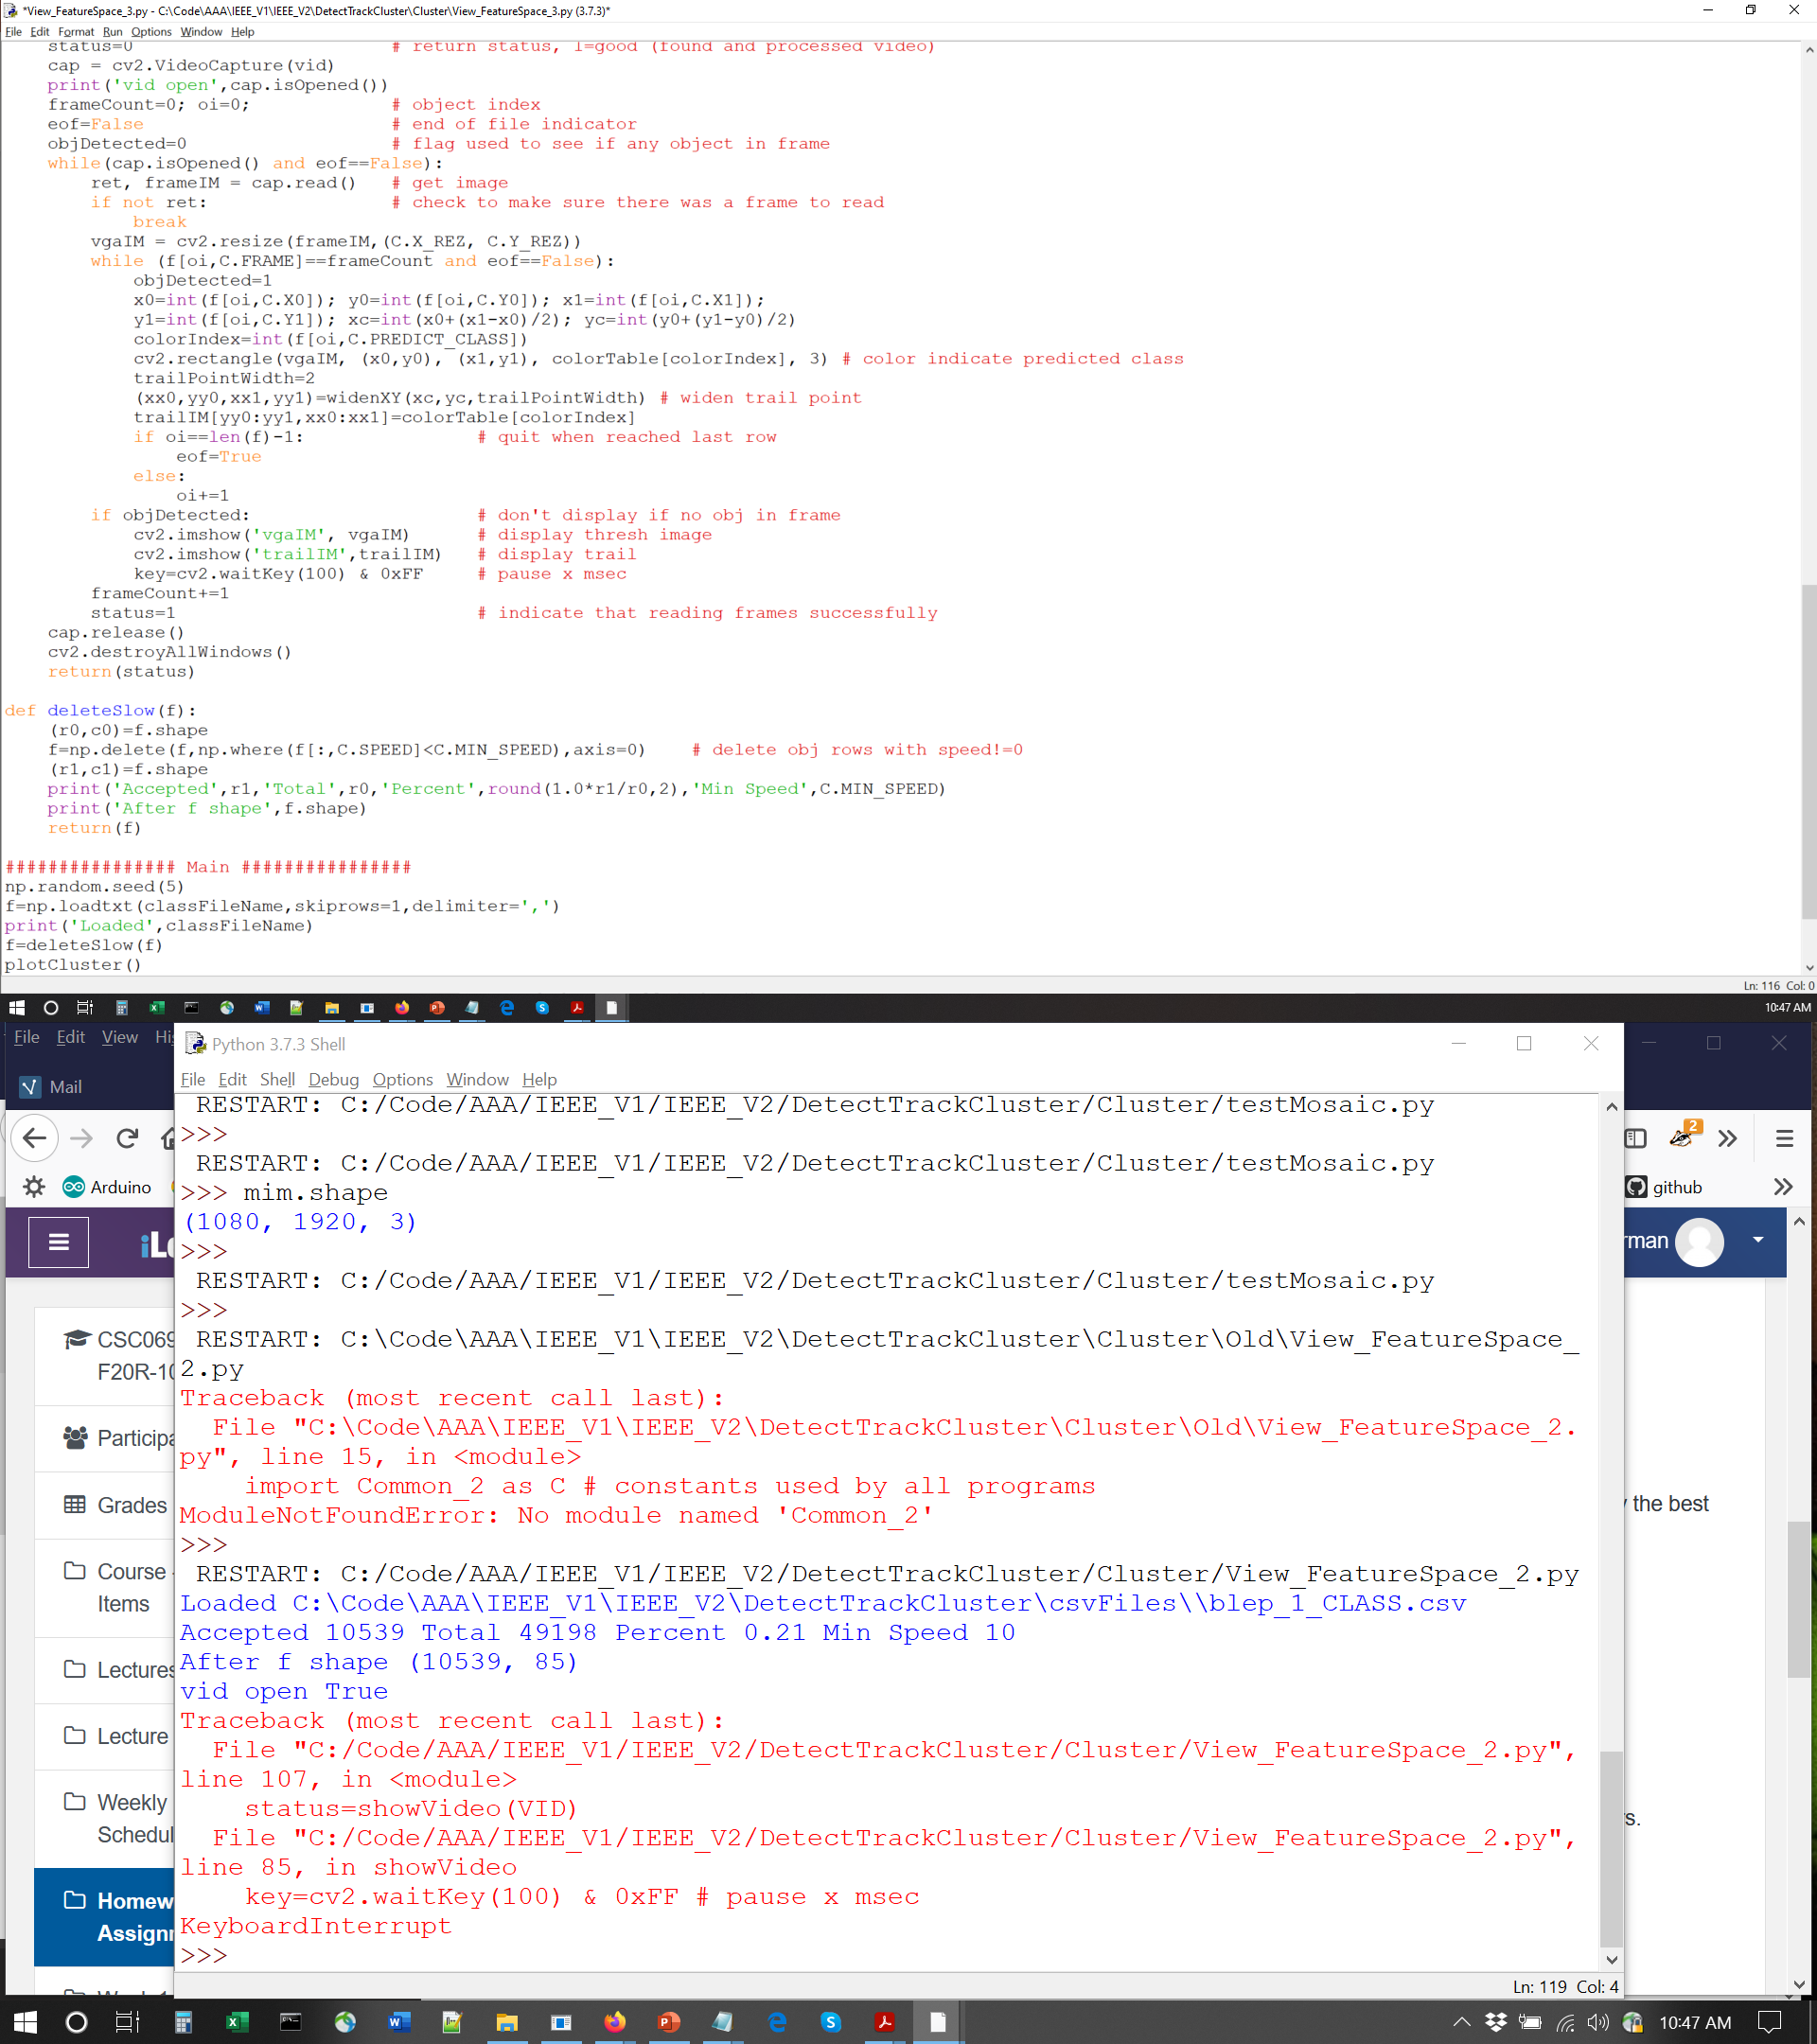 *View_FeatureSpace_3.py - C:\Code\AAA\IEEE_V1\IEEE_V2\DetectTrackCluster\Cluster\View_FeatureSpace_3.py (3.7.3)*
File Edit Format Run Options Window Help
    status=0                        # return status, 1=good (found and processed video)
    cap = cv2.VideoCapture(vid)
    print('vid open',cap.isOpened())
    frameCount=0; oi=0;             # object index
    eof=False                       # end of file indicator
    objDetected=0                   # flag used to see if any object in frame
    while(cap.isOpened() and eof==False):
        ret, frameIM = cap.read()   # get image
        if not ret:                 # check to make sure there was a frame to read
            break
        vgaIM = cv2.resize(frameIM,(C.X_REZ, C.Y_REZ))
        while (f[oi,C.FRAME]==frameCount and eof==False):
            objDetected=1
            x0=int(f[oi,C.X0]); y0=int(f[oi,C.Y0]); x1=int(f[oi,C.X1]);
            y1=int(f[oi,C.Y1]); xc=int(x0+(x1-x0)/2); yc=int(y0+(y1-y0)/2)
            colorIndex=int(f[oi,C.PREDICT_CLASS])
            cv2.rectangle(vgaIM, (x0,y0), (x1,y1), colorTable[colorIndex], 3) # color indicate predicted class
            trailPointWidth=2
            (xx0,yy0,xx1,yy1)=widenXY(xc,yc,trailPointWidth) # widen trail point
            trailIM[yy0:yy1,xx0:xx1]=colorTable[colorIndex]
            if oi==len(f)-1:                # quit when reached last row
                eof=True
            else:
                oi+=1
        if objDetected:                     # don't display if no obj in frame
            cv2.imshow('vgaIM', vgaIM)      # display thresh image
            cv2.imshow('trailIM',trailIM)   # display trail
            key=cv2.waitKey(100) & 0xFF     # pause x msec
        frameCount+=1
        status=1                            # indicate that reading frames successfully
    cap.release()
    cv2.destroyAllWindows()
    return(status)
def deleteSlow(f):
    (r0,c0)=f.shape
    f=np.delete(f,np.where(f[:,C.SPEED]<C.MIN_SPEED),axis=0)    # delete obj rows with speed!=0
    (r1,c1)=f.shape
    print('Accepted',r1,'Total',r0,'Percent',round(1.0*r1/r0,2),'Min Speed',C.MIN_SPEED)
    print('After f shape',f.shape)
    return(f)
################ Main ################
np.random.seed(5)
f=np.loadtxt(classFileName,skiprows=1,delimiter=',')
print('Loaded',classFileName)
f=deleteSlow(f)
plotCluster()
Ln: 116 Col: 0
10:47 AM
File Edit View
Mail
Arduino
github
rman
CSC069
F20R-10
Participa
Grades
Course
Items
Lectures
Lecture
Weekly
Schedul
Homew
Assignm
the best
s.
Python 3.7.3 Shell
File Edit Shell Debug Options Window Help
 RESTART: C:/Code/AAA/IEEE_V1/IEEE_V2/DetectTrackCluster/Cluster/testMosaic.py
>>>
 RESTART: C:/Code/AAA/IEEE_V1/IEEE_V2/DetectTrackCluster/Cluster/testMosaic.py
>>> mim.shape
(1080, 1920, 3)
>>>
 RESTART: C:/Code/AAA/IEEE_V1/IEEE_V2/DetectTrackCluster/Cluster/testMosaic.py
>>>
 RESTART: C:\Code\AAA\IEEE_V1\IEEE_V2\DetectTrackCluster\Cluster\Old\View_FeatureSpace_
2.py
Traceback (most recent call last):
  File "C:\Code\AAA\IEEE_V1\IEEE_V2\DetectTrackCluster\Cluster\Old\View_FeatureSpace_2.
py", line 15, in <module>
    import Common_2 as C # constants used by all programs
ModuleNotFoundError: No module named 'Common_2'
>>>
 RESTART: C:/Code/AAA/IEEE_V1/IEEE_V2/DetectTrackCluster/Cluster/View_FeatureSpace_2.py
Loaded C:\Code\AAA\IEEE_V1\IEEE_V2\DetectTrackCluster\csvFiles\\blep_1_CLASS.csv
Accepted 10539 Total 49198 Percent 0.21 Min Speed 10
After f shape (10539, 85)
vid open True
Traceback (most recent call last):
  File "C:/Code/AAA/IEEE_V1/IEEE_V2/DetectTrackCluster/Cluster/View_FeatureSpace_2.py",
line 107, in <module>
    status=showVideo(VID)
  File "C:/Code/AAA/IEEE_V1/IEEE_V2/DetectTrackCluster/Cluster/View_FeatureSpace_2.py",
line 85, in showVideo
    key=cv2.waitKey(100) & 0xFF # pause x msec
KeyboardInterrupt
>>>
Ln: 119 Col: 4
10:47 AM